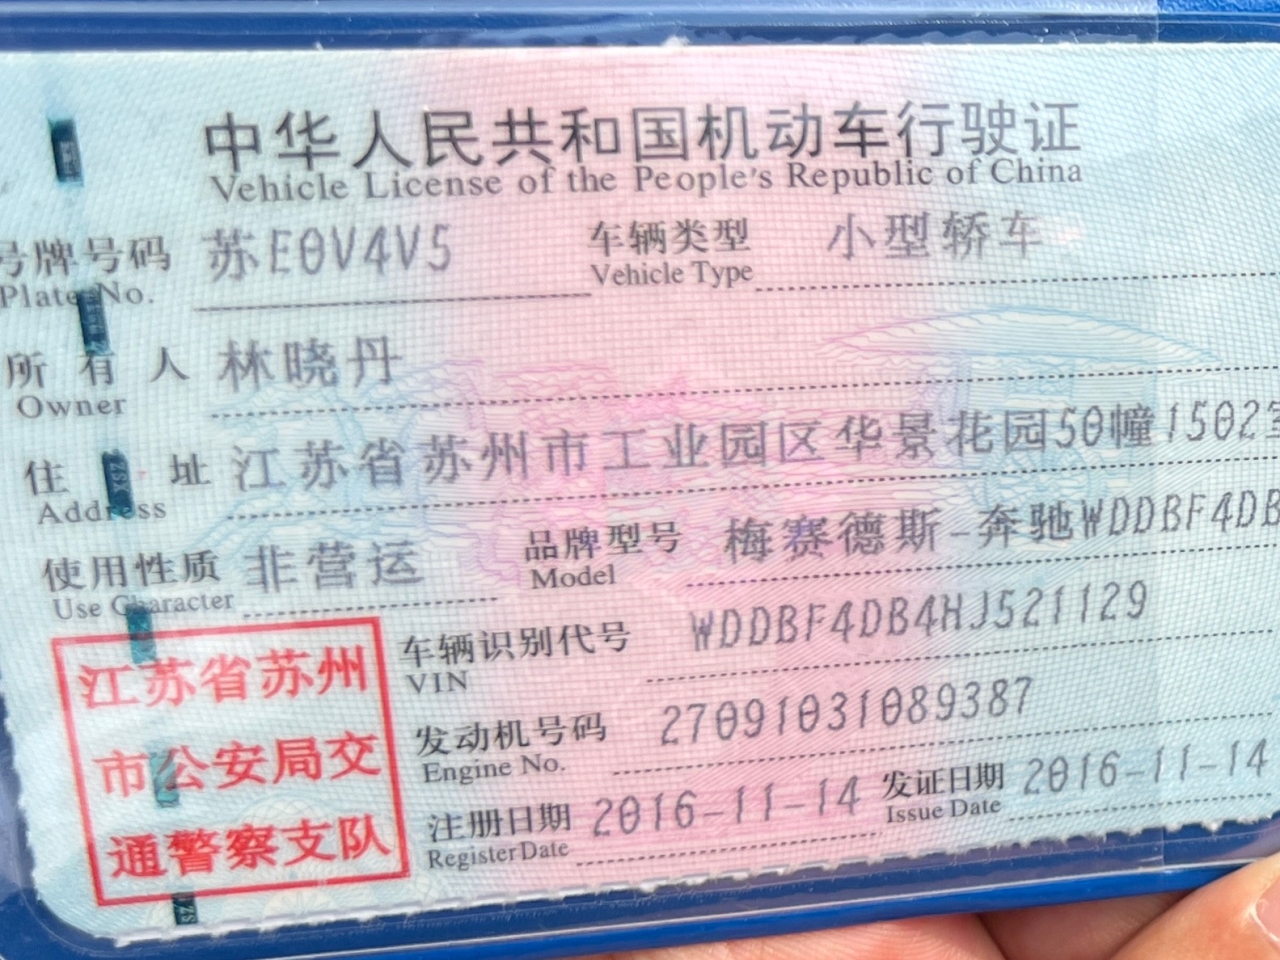 中华人民共和国机动车行驶证
Vehicle License of the People's Republic of China
号牌号码 苏E0V4V5 车辆类型 小型轿车
Plate No. Vehicle Type
所有人 林晓丹
Owner
住址 江苏省苏州市工业园区华景花园50幢1502室
Address
使用性质 非营运 品牌型号 梅赛德斯-奔驰WDDBF4DB
Use Character Model
车辆识别代号 WDDBF4DB4HJ521129
VIN
发动机号码 27091031089387
Engine No.
注册日期 2016-11-14 发证日期 2016-11-14
Register Date Issue Date
江苏省苏州
市公安局交
通警察支队